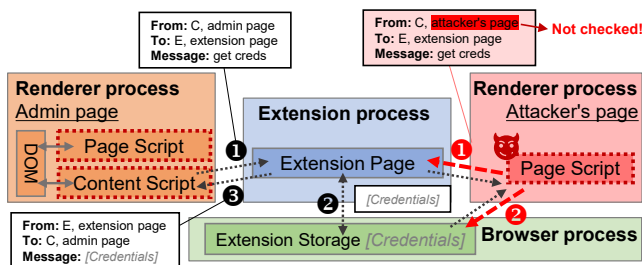 From: C, admin page
To: E, extension page
Message: get creds
From: C, attacker's page
To: E, extension page
Message: get creds
Not checked!
Renderer process
Admin page
DOM
Page Script
Content Script
Extension process
Extension Page
[Credentials]
Renderer process
Attacker's page
Page Script
1
1
2
3
2
From: E, extension page
To: C, admin page
Message: [Credentials]
Extension Storage [Credentials]
Browser process